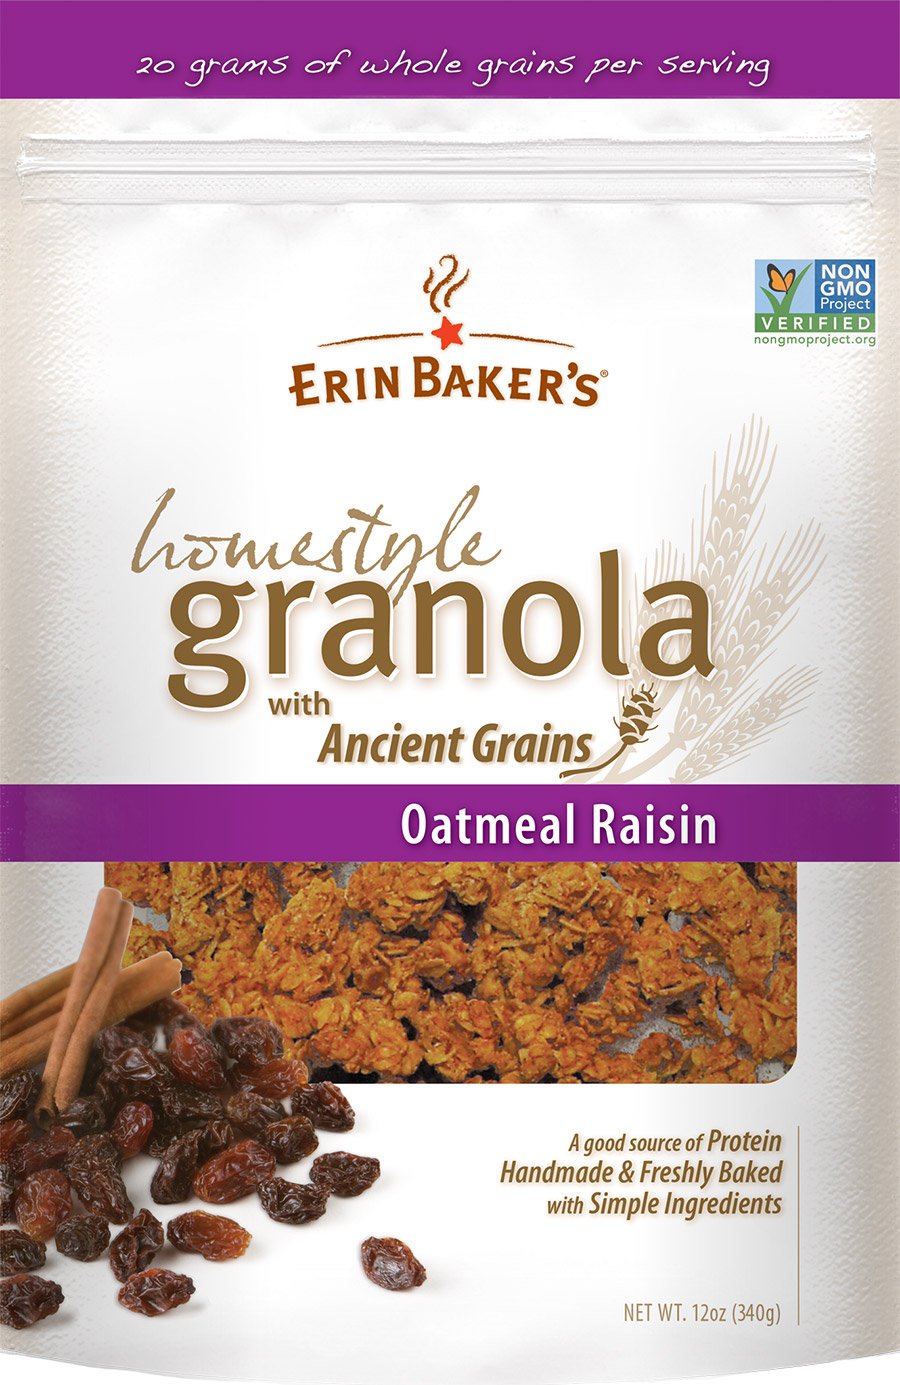 20 grams of whole grains per serving
NON
GMO
Project
VERIFIED
nongmoproject.org
ERIN BAKER'S®
homestyle
granola
with
Ancient Grains
Oatmeal Raisin
A good source of Protein
Handmade & Freshly Baked
with Simple Ingredients
NET WT. 12oz (340g)